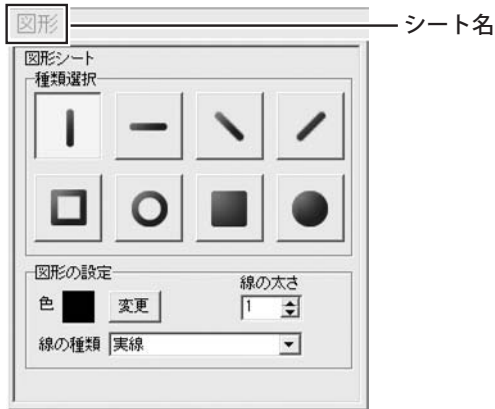 図形
シート名
図形シート
種類選択
図形の設定
色
変更
線の太さ
1
線の種類
実線